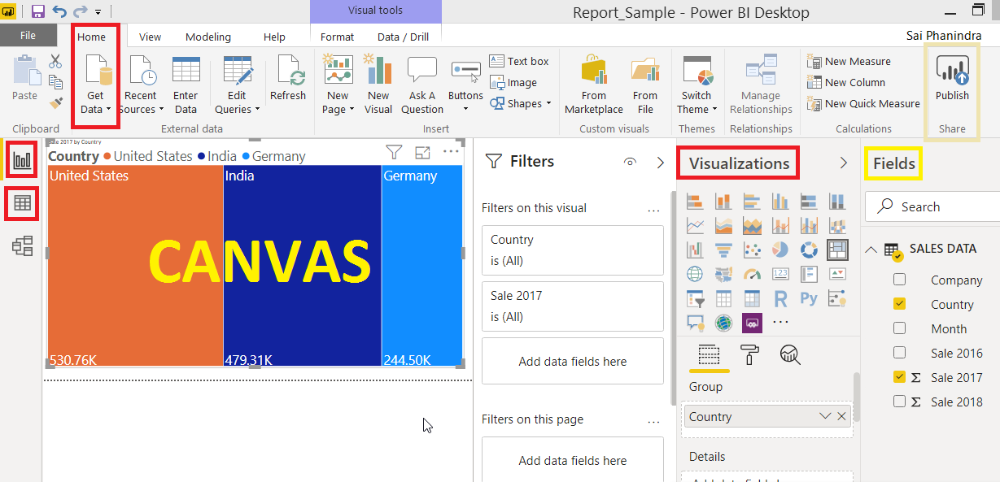 Visual tools
Report_Sample - Power BI Desktop
File
Home
View
Modeling
Help
Format
Data / Drill
Sai Phanindra
Paste
Get
Data
Recent
Sources
Enter
Data
Edit
Queries
Refresh
New
Page
New
Visual
Ask A
Question
Buttons
Text box
Image
Shapes
From
Marketplace
From
File
Switch
Theme
Manage
Relationships
New Measure
New Column
New Quick Measure
Publish
Clipboard
External data
Insert
Custom visuals
Themes
Relationships
Calculations
Share
Sale 2017 by Country
Country United States India Germany
United States
India
Germany
CANVAS
530.76K
479.31K
244.50K
Filters
Filters on this visual
...
Country
is (All)
Sale 2017
is (All)
Add data fields here
Filters on this page
...
Add data fields here
Visualizations
123
R
Py
...
Group
Country
Details
Fields
Search
SALES DATA
Company
Country
Month
Sale 2016
Σ Sale 2017
Σ Sale 2018